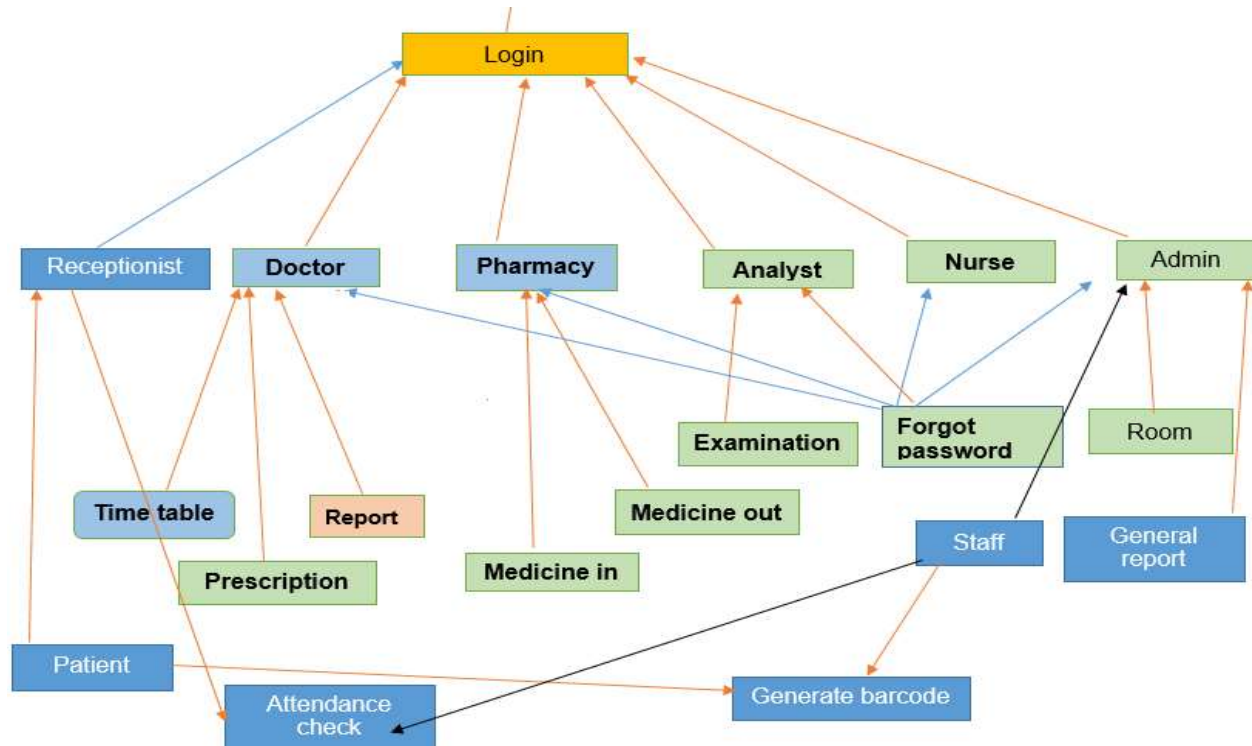 Login
Receptionist
Doctor
Pharmacy
Analyst
Nurse
Admin
Examination
Forgot
password
Room
Time table
Report
Medicine out
Staff
General
report
Prescription
Medicine in
Patient
Attendance
check
Generate barcode